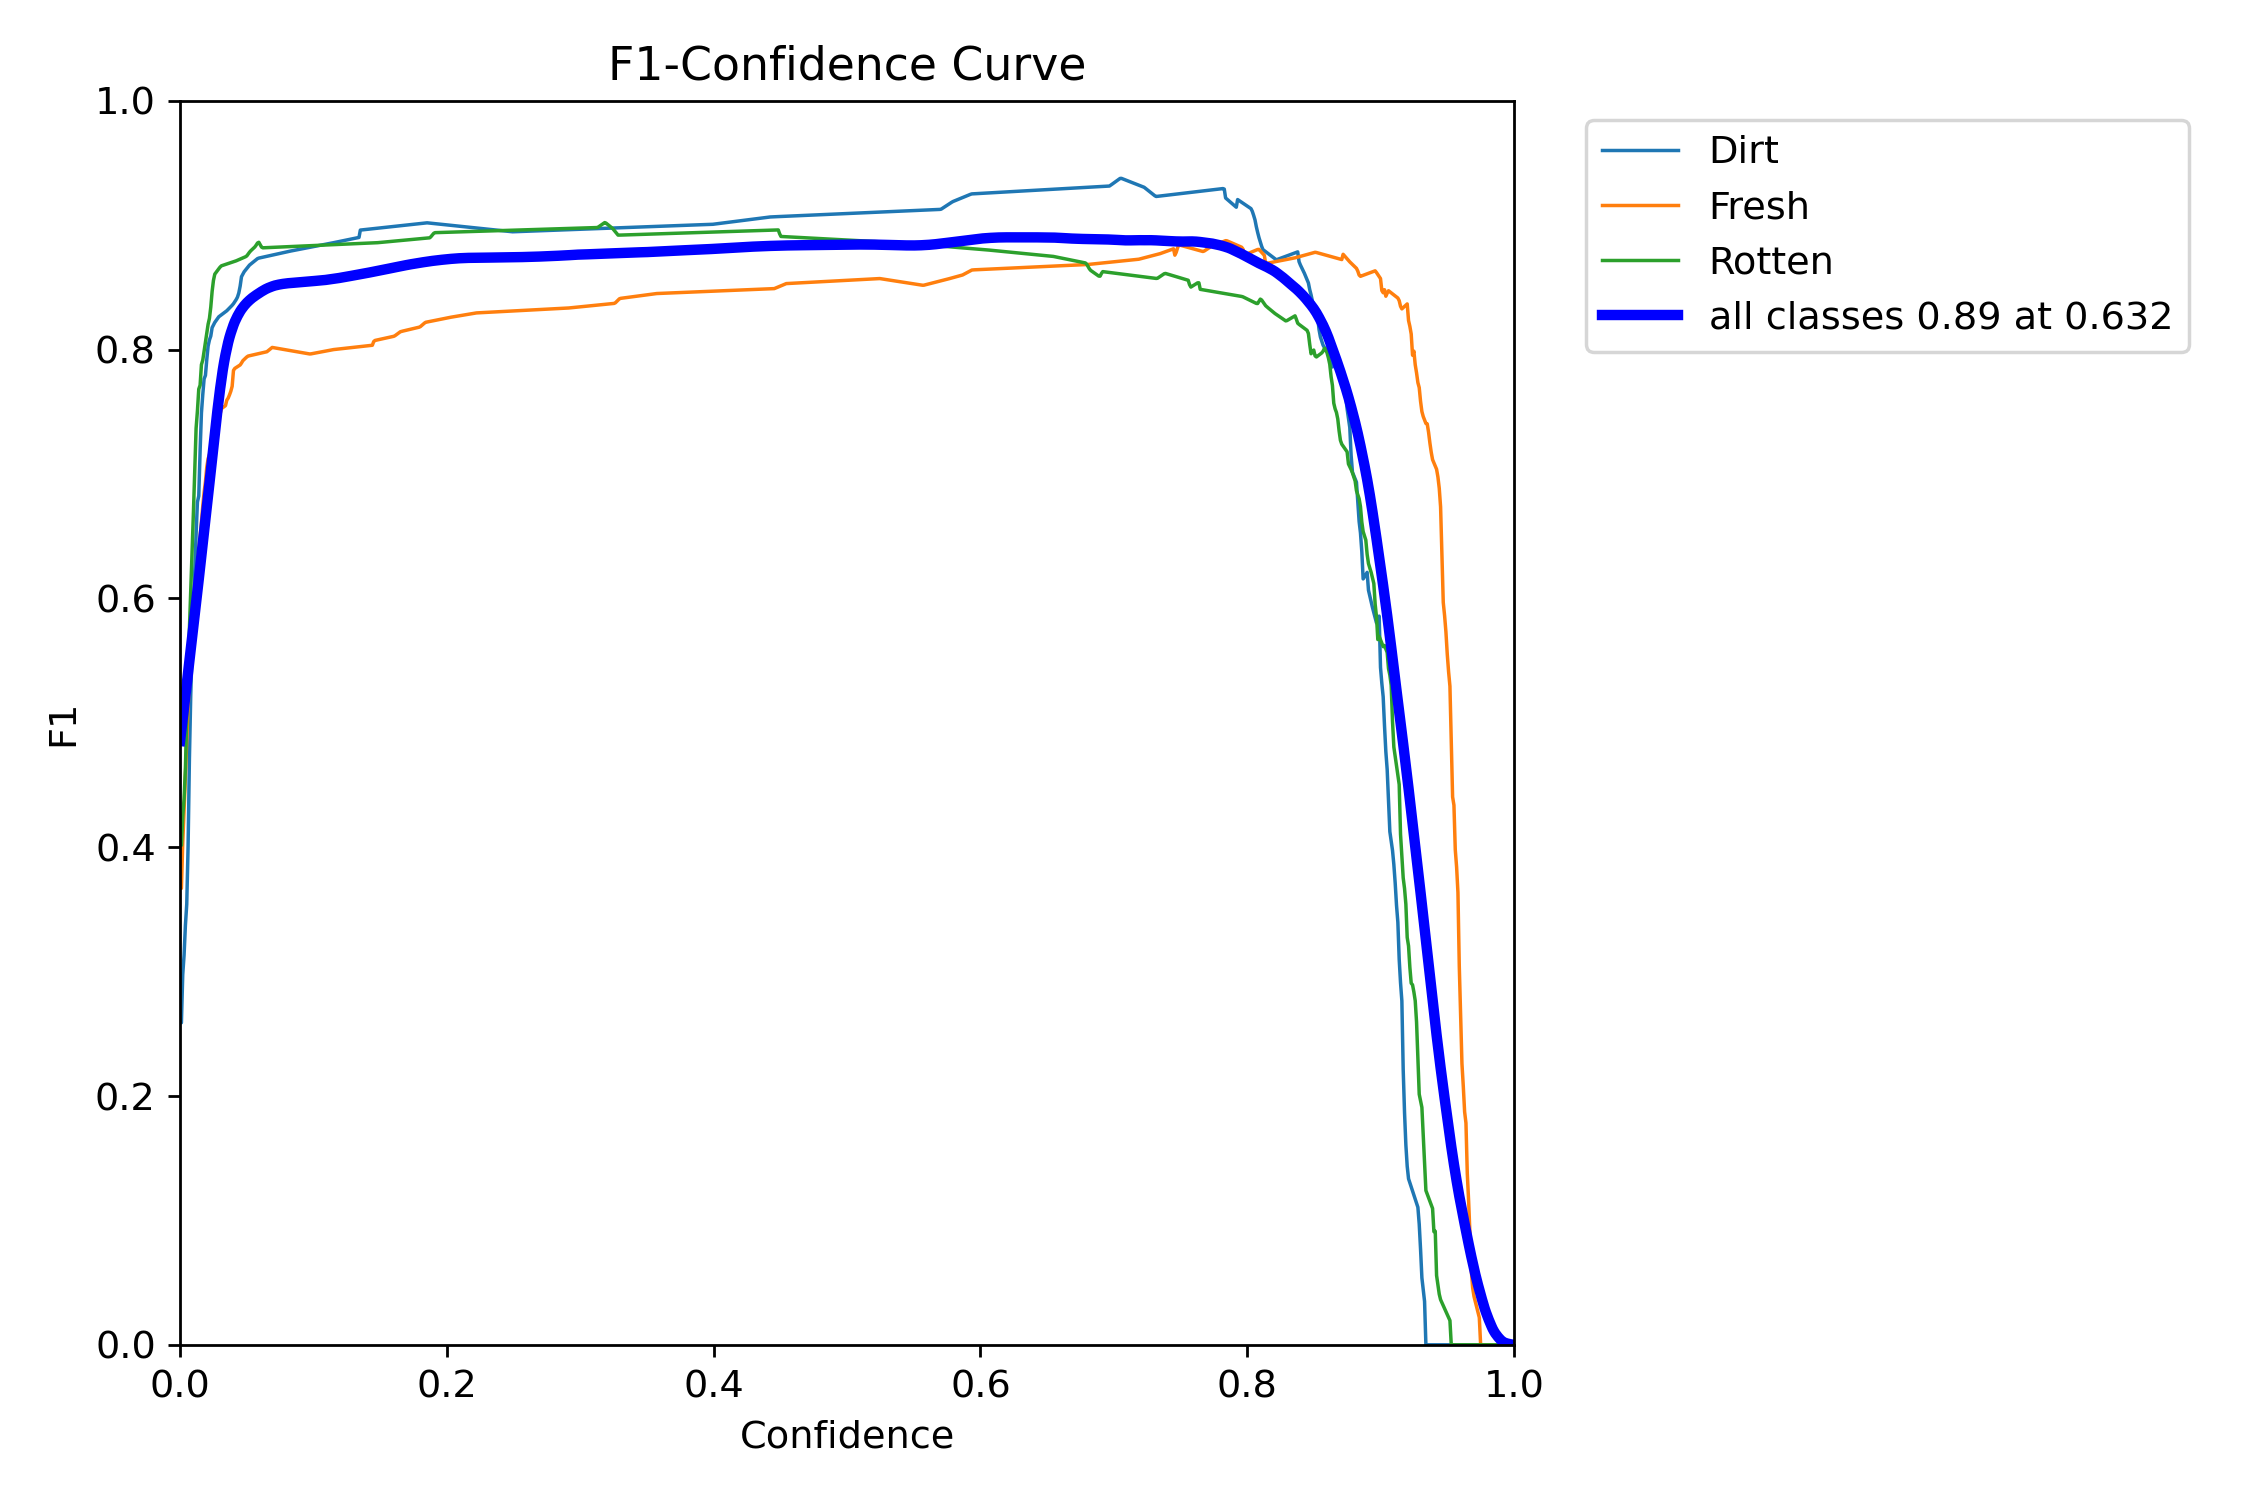 F1-Confidence Curve
1.0
0.8
0.6
0.4
0.2
0.0
F1
0.0 0.2 0.4 0.6 0.8 1.0
Confidence
Dirt
Fresh
Rotten
all classes 0.89 at 0.632